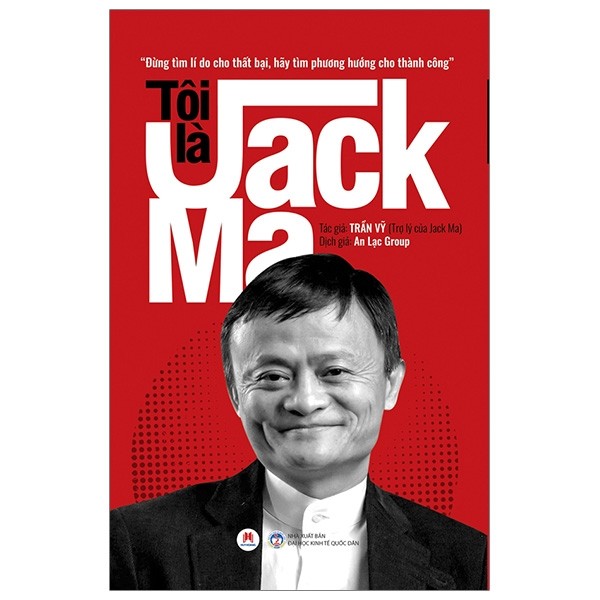 “Đừng tìm lí do cho thất bại, hãy tìm phương hướng cho thành công”
Tôi
là
Jack
Ma
Tác giả: TRẦN VỸ (Trợ lý của Jack Ma)
Dịch giả: An Lạc Group
NHÀ XUẤT BẢN
ĐẠI HỌC KINH TẾ QUỐC DÂN